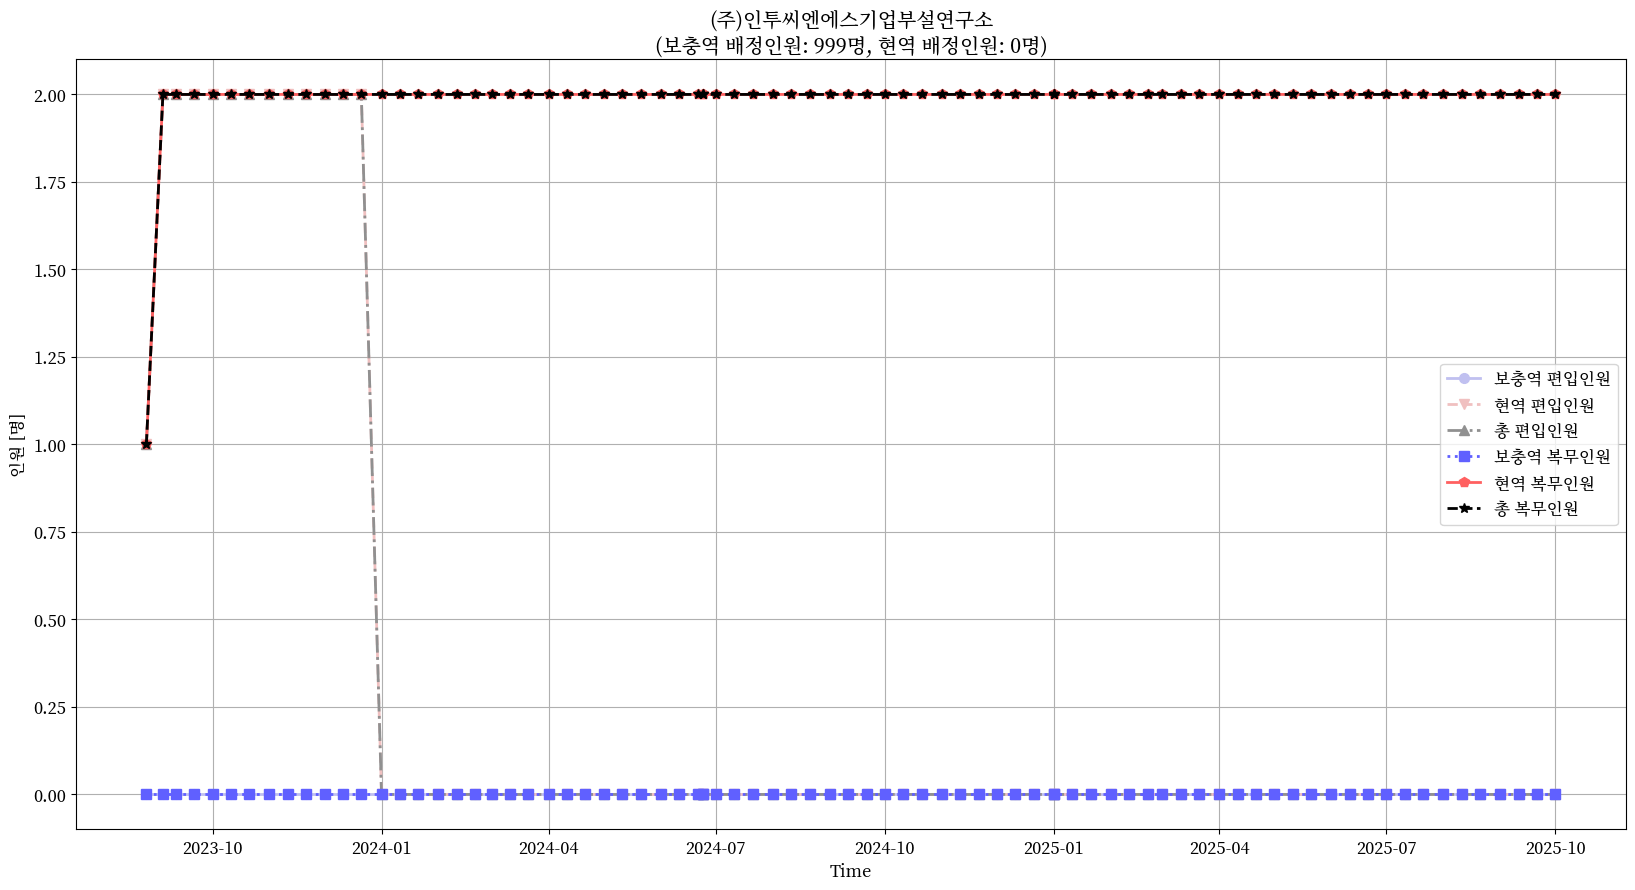 (주)인투씨엔에스기업부설연구소
(보충역 배정인원: 999명, 현역 배정인원: 0명)
인원 [명]
2.00
1.75
1.50
1.25
1.00
0.75
0.50
0.25
0.00
보충역 편입인원
현역 편입인원
총 편입인원
보충역 복무인원
현역 복무인원
총 복무인원
2023-10
2024-01
2024-04
2024-07
2024-10
2025-01
2025-04
2025-07
2025-10
Time